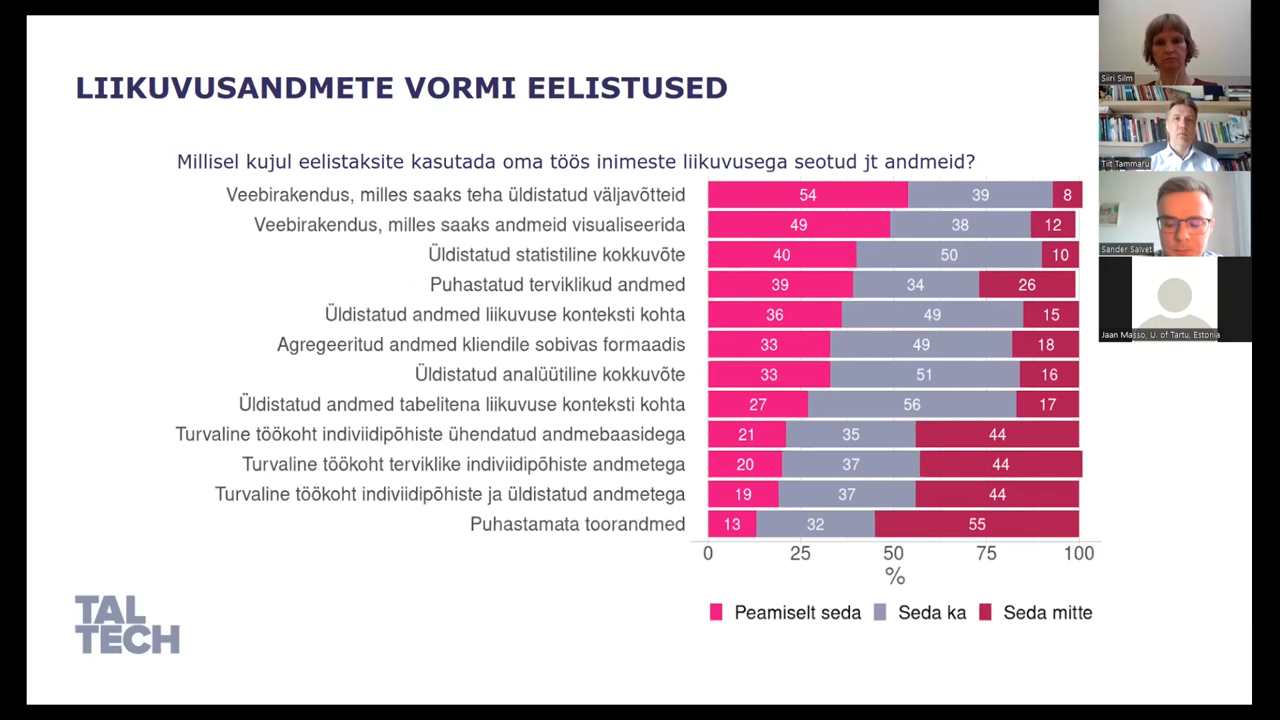 LIIKUVUSANDMETE VORMI EELISTUSED
Millisel kujul eelistaksite kasutada oma töös inimeste liikuvusega seotud jt andmeid?
Veebirakendus, milles saaks teha üldistatud väljavõtteid 54 39 8
Veebirakendus, milles saaks andmeid visualiseerida 49 38 12
Üldistatud statistiline kokkuvõte 40 50 10
Puhastatud terviklikud andmed 39 34 26
Üldistatud andmed liikuvuse konteksti kohta 36 49 15
Agregeeritud andmed kliendile sobivas formaadis 33 49 18
Üldistatud analüütiline kokkuvõte 33 51 16
Üldistatud andmed tabelitena liikuvuse konteksti kohta 27 56 17
Turvaline töökoht indiviidipõhiste ühendatud andmebaasidega 21 35 44
Turvaline töökoht terviklike indiviidipõhiste andmetega 20 37 44
Turvaline töökoht indiviidipõhiste ja üldistatud andmetega 19 37 44
Puhastamata toorandmed 13 32 55
0 25 50 75 100
%
Peamiselt seda Seda ka Seda mitte
TAL
TECH
Siiri Silm
Tiit Tammaru
Sander Salvet
Jaan Masso, U. of Tartu, Estonia